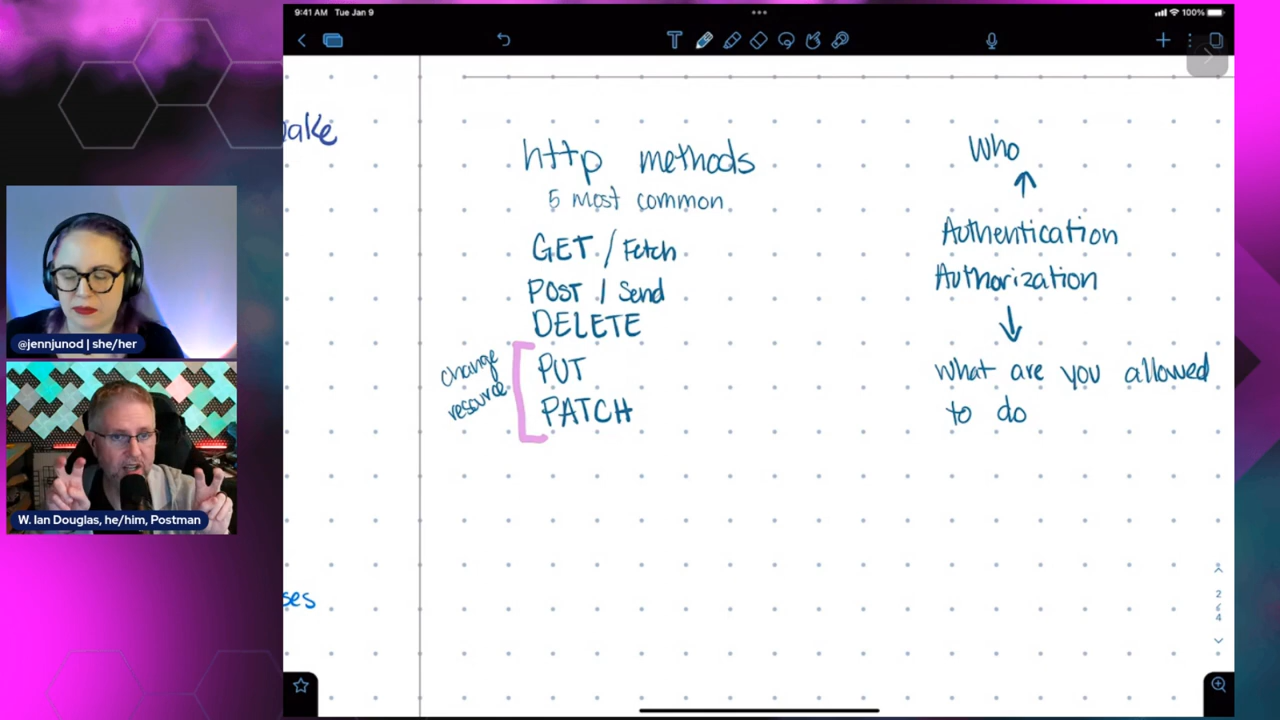 9:41 AM Tue Jan 9
100%
ake
http methods
5 most common
GET / Fetch
POST / Send
DELETE
change
resource
PUT
PATCH
Who
Authentication
Authorization
What are you allowed
to do
ses
2
4
@jennjunod | she/her
W. Ian Douglas, he/him, Postman